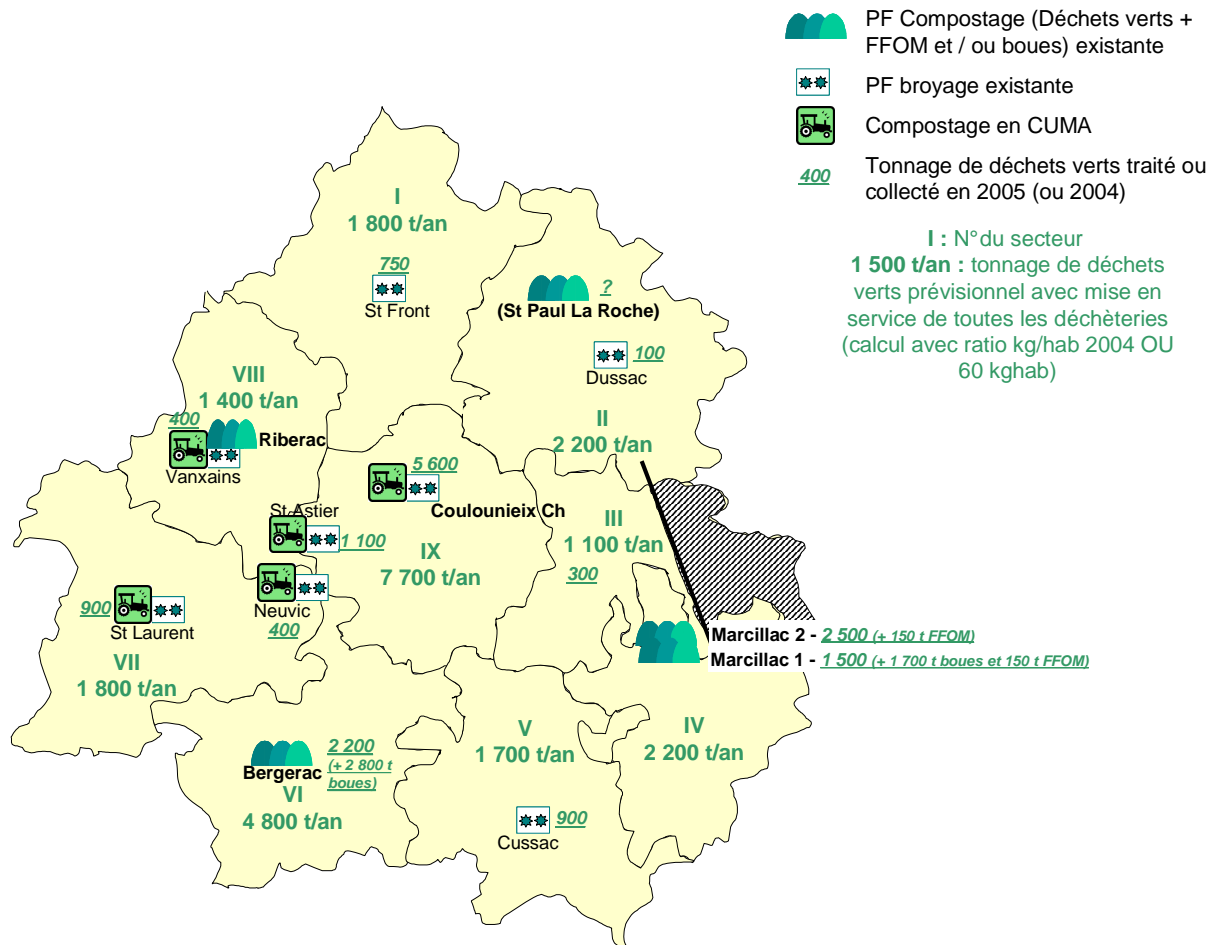 PF Compostage (Déchets verts +
FFOM et / ou boues) existante
PF broyage existante
Compostage en CUMA
400
Tonnage de déchets verts traité ou
collecté en 2005 (ou 2004)
I : N° du secteur
1 500 t/an : tonnage de déchets
verts prévisionnel avec mise en
service de toutes les déchèteries
(calcul avec ratio kg/hab 2004 OU
60 kghab)
I
1 800 t/an
750
St Front
?
(St Paul La Roche)
100
Dussac
II
2 200 t/an
VIII
1 400 t/an
400
Riberac
Vanxains
5 600
Coulounieix Ch
St Astier
1 100
IX
7 700 t/an
III
1 100 t/an
300
Neuvic
400
900
St Laurent
VII
1 800 t/an
Marcillac 2 - 2 500 (+ 150 t FFOM)
Marcillac 1 - 1 500 (+ 1 700 t boues et 150 t FFOM)
V
1 700 t/an
IV
2 200 t/an
2 200
(+ 2 800 t
boues)
Bergerac
VI
4 800 t/an
900
Cussac